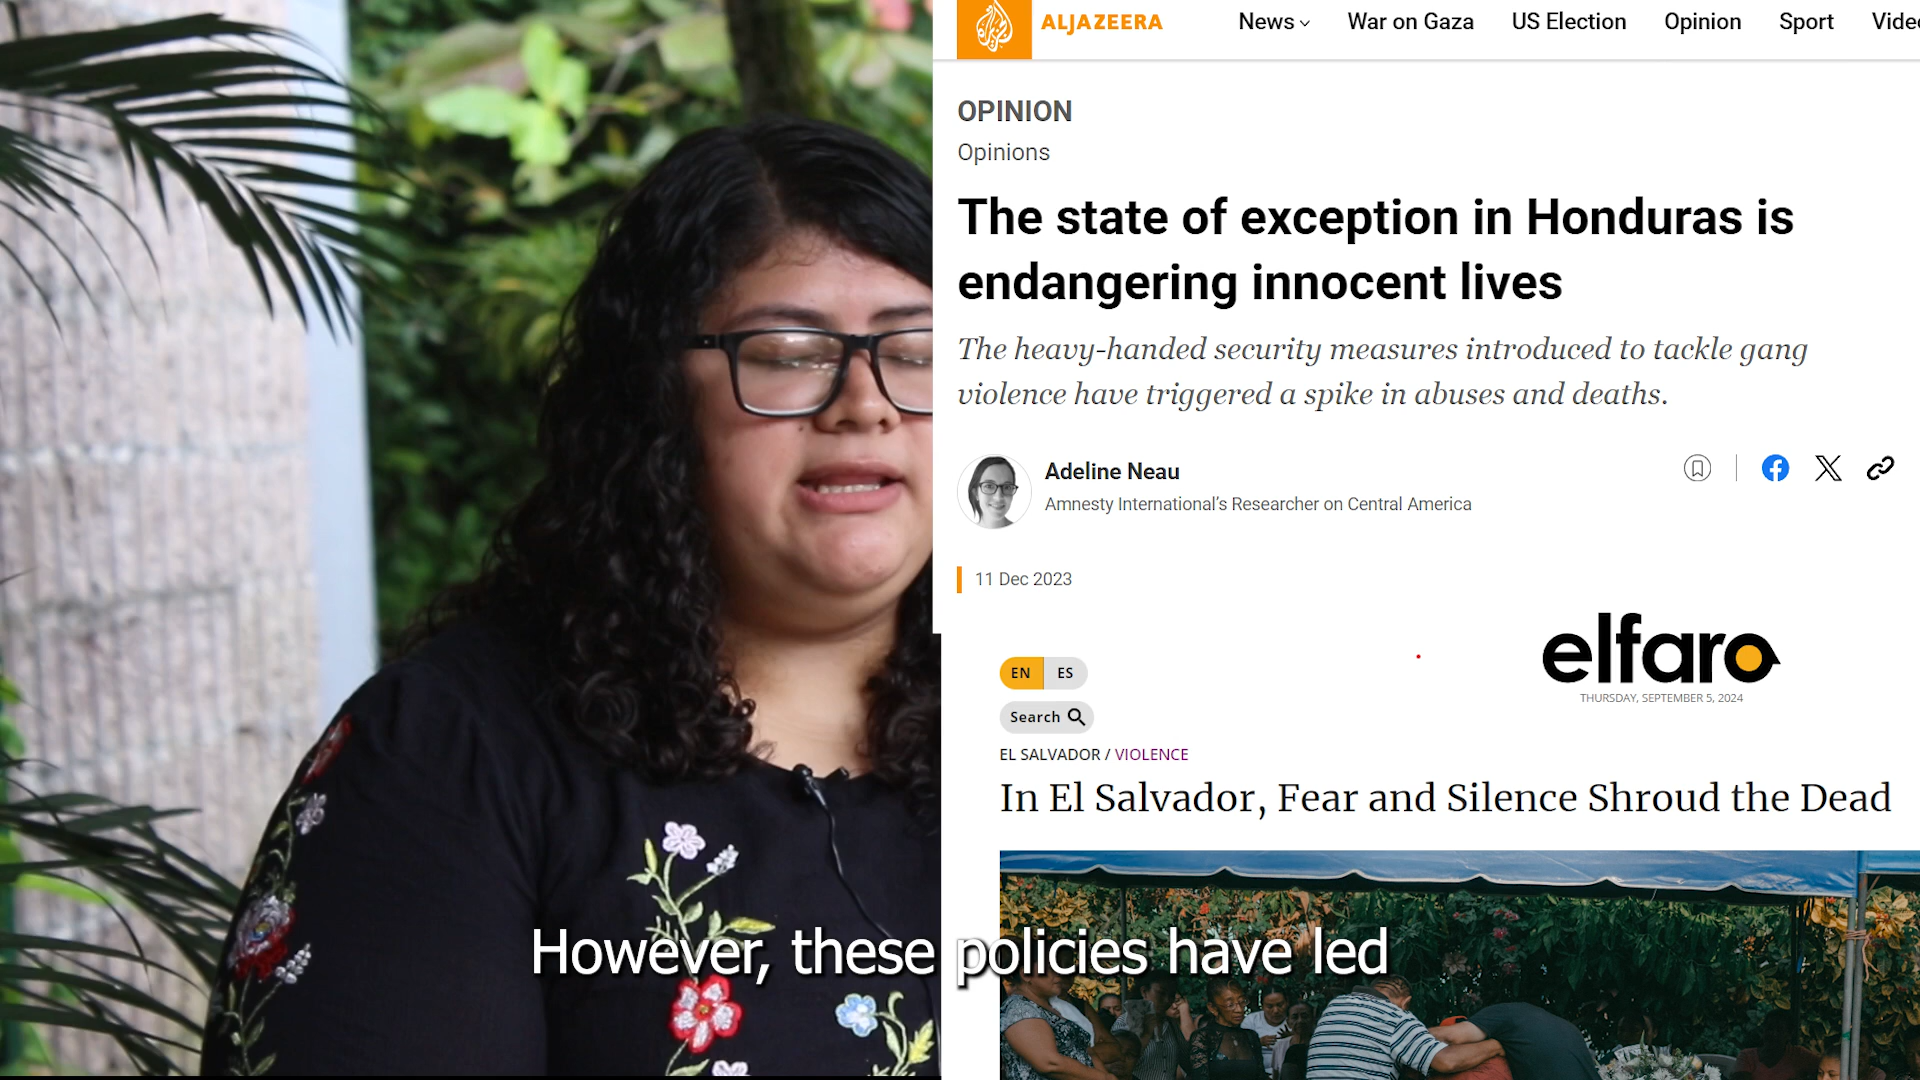 ALJAZEERA
News War on Gaza US Election Opinion Sport
OPINION
Opinions
The state of exception in Honduras is
endangering innocent lives
The heavy-handed security measures introduced to tackle gang
violence have triggered a spike in abuses and deaths.
Adeline Neau
Amnesty International’s Researcher on Central America
11 Dec 2023
elfaro
THURSDAY, SEPTEMBER 5, 2024
EN ES
Search
EL SALVADOR / VIOLENCE
In El Salvador, Fear and Silence Shroud the Dead
However, these policies have led